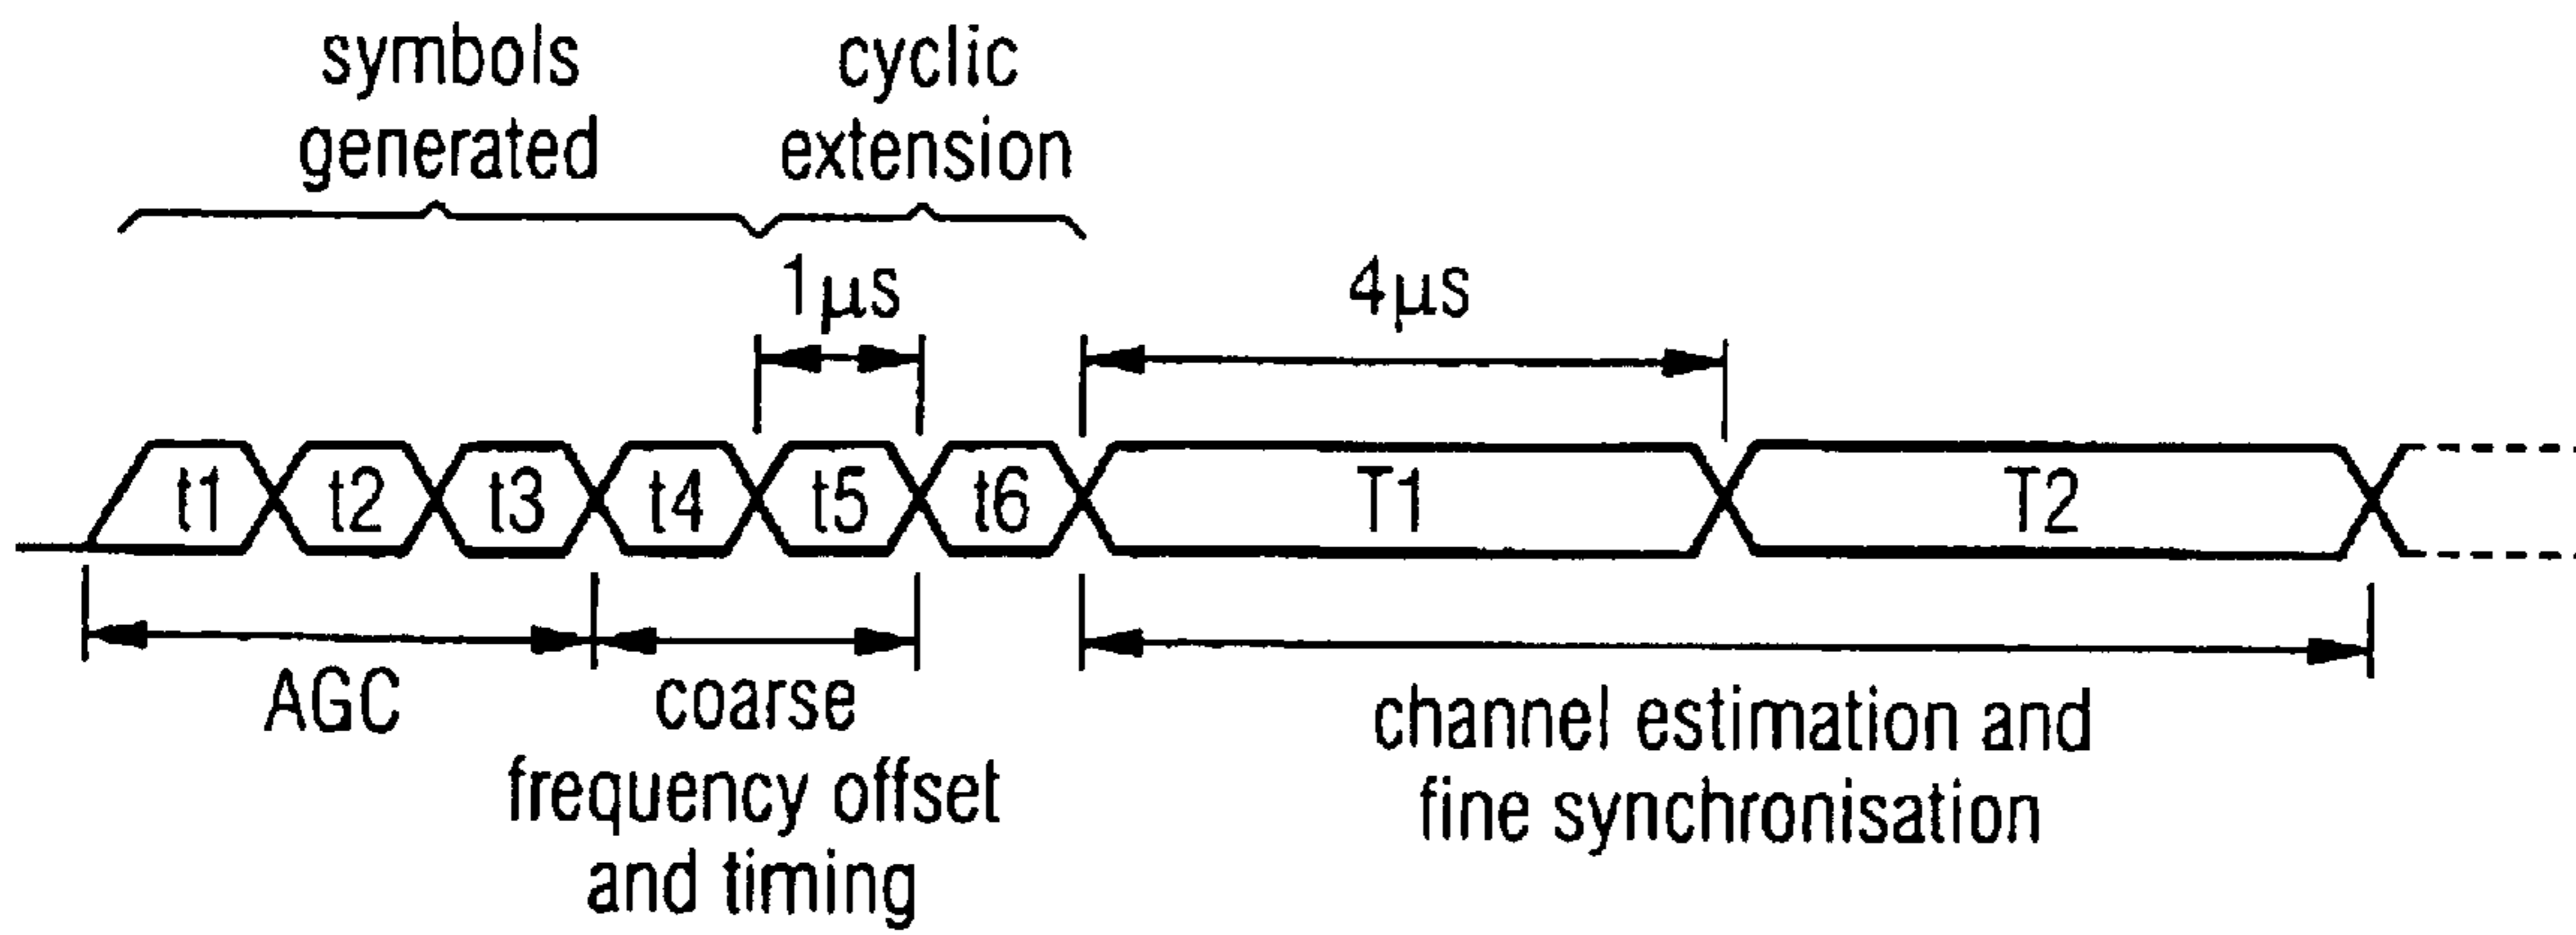 symbols
generated
cyclic
extension
1µs
4µs
t1 t2 t3 t4 t5 t6 T1 T2
AGC
coarse
frequency offset
and timing
channel estimation and
fine synchronisation